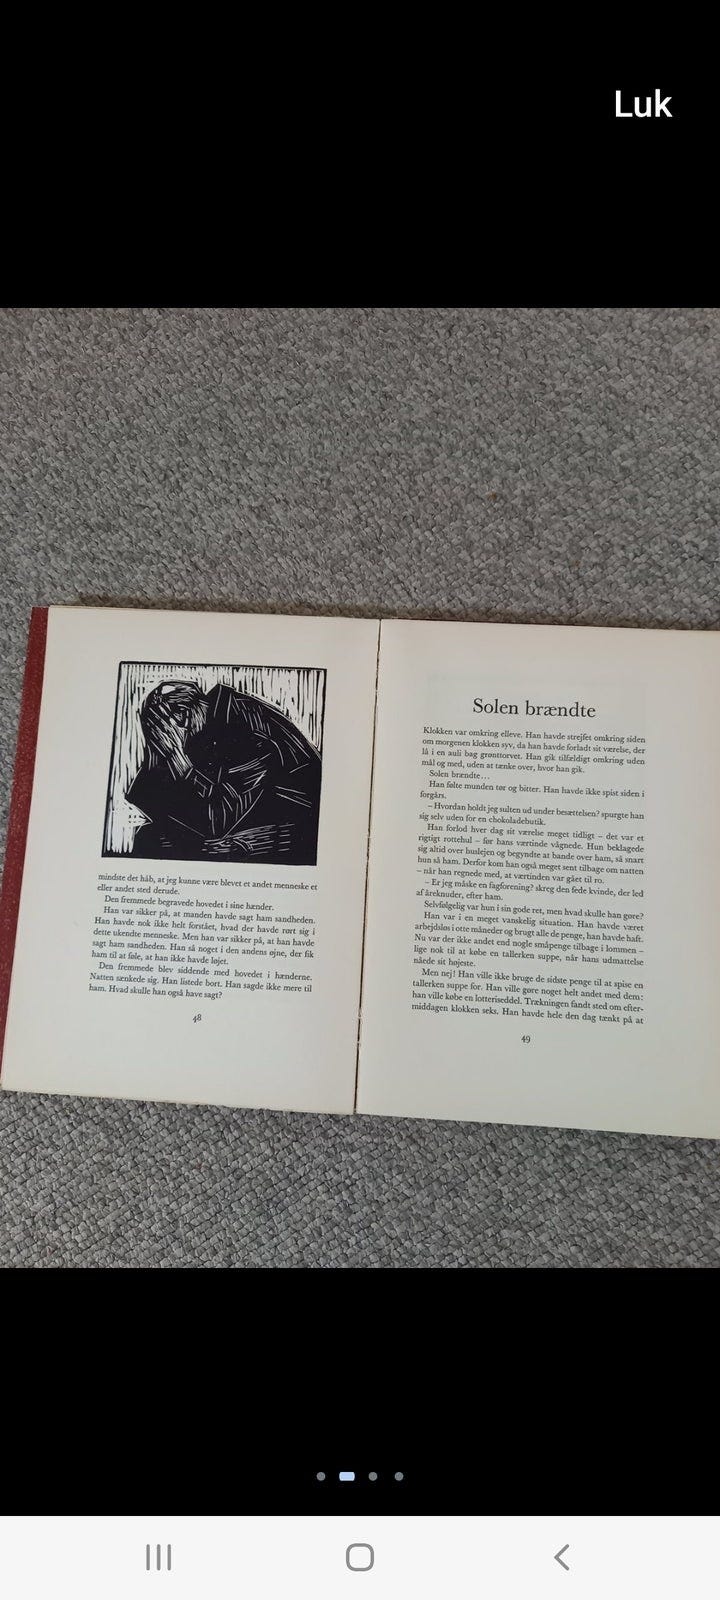 Luk
mindste det håb, at jeg kunne være blevet et andet menneske et
eller andet sted derude.
Den fremmede begravede hovedet i sine hænder.
Han var sikker på, at manden havde sagt ham sandheden.
Han havde nok ikke helt forstået, hvad der havde rørt sig i
dette ukendte menneske. Men han var sikker på, at han havde
sagt ham sandheden. Han så noget i den andens øjne, der fik
ham til at føle, at han ikke havde løjet.
Den fremmede blev siddende med hovedet i hænderne.
Natten sænkede sig. Han listede bort. Han sagde ikke mere til
ham. Hvad skulle han også have sagt?
48
Solen brændte
Klokken var omkring elleve. Han havde strejfet omkring siden
om morgenen klokken syv, da han havde forladt sit værelse, der
lå i en auli bag grønttorvet. Han gik tilfældigt omkring uden
mål og med, uden at tænke over, hvor han gik.
Solen brændte...
Han følte munden tør og bitter. Han havde ikke spist siden i
forgårs.
– Hvordan holdt jeg sulten ud under besættelsen? spurgte han
sig selv uden for en chokoladebutik.
Han forlod hver dag sit værelse meget tidligt – det var et
rigtigt rottehul – før hans værtinde vågnede. Hun beklagede
sig altid over huslejen og begyndte at bande over ham, så snart
hun så ham. Derfor kom han også meget sent tilbage om natten
– når han regnede med, at værtinden var gået til ro.
– Er jeg måske en fagforening? skreg den fede kvinde, der led
af åreknuder, efter ham.
Selvfølgelig var hun i sin gode ret, men hvad skulle han gøre?
Han var i en meget vanskelig situation. Han havde været
arbejdsløs i otte måneder og brugt alle de penge, han havde haft.
Nu var der ikke andet end nogle småpenge tilbage i lommen –
lige nok til at købe en tallerken suppe, når hans udmattelse
nåede sit højeste.
Men nej! Han ville ikke bruge de sidste penge til at spise en
tallerken suppe for. Han ville gøre noget helt andet med dem:
han ville købe en lotteriseddel. Trækningen fandt sted om efter-
middagen klokken seks. Han havde hele den dag tænkt på at
49